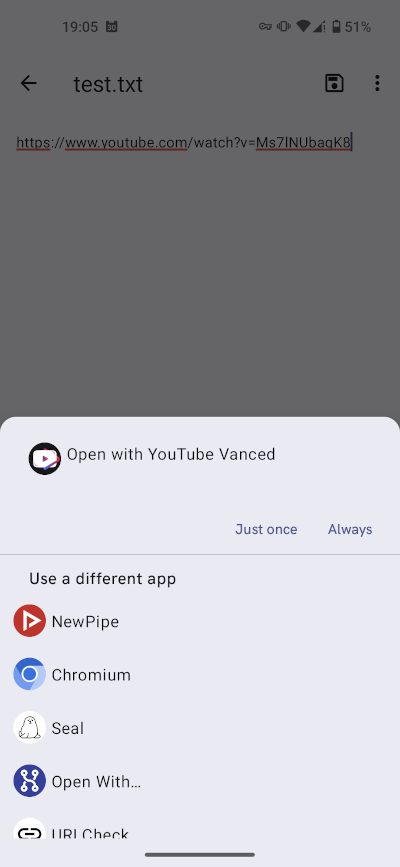 19:05 30 51%
test.txt
https://www.youtube.com/watch?v=Ms7lNUbaqK8
Open with YouTube Vanced
Just once Always
Use a different app
NewPipe
Chromium
Seal
Open With...
URLCheck